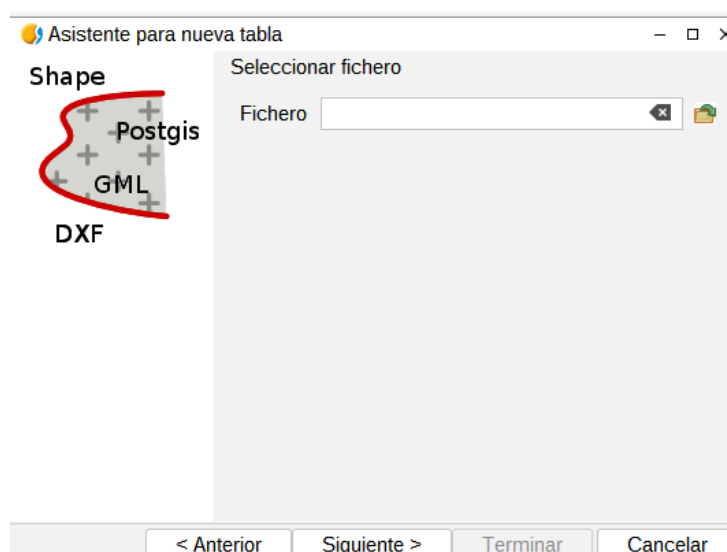 Asistente para nueva tabla
Seleccionar fichero
Shape
Fichero
Postgis
GML
DXF
< Anterior
Siguiente >
Terminar
Cancelar